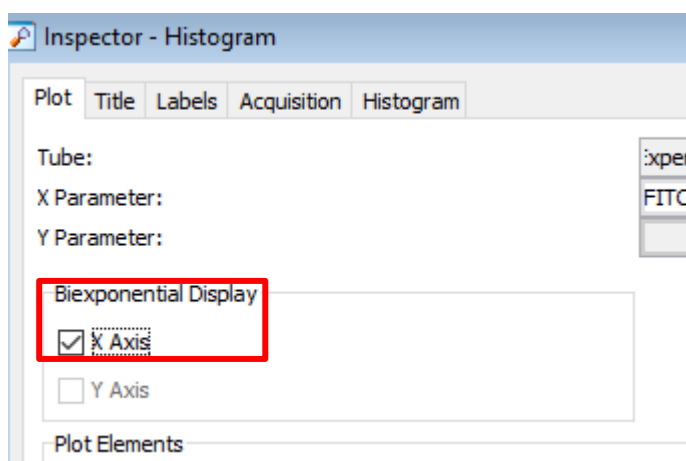 Inspector - Histogram
Plot Title Labels Acquisition Histogram
Tube:
X Parameter: FITC
Y Parameter:
Biexponential Display
X Axis
Y Axis
Plot Elements